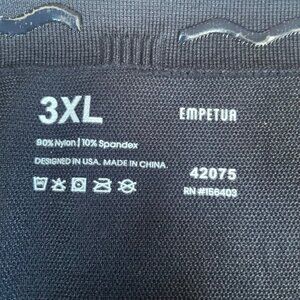 3XL
EMPETUA
90% Nylon / 10% Spandex
DESIGNED IN USA. MADE IN CHINA.
42075
RN #156403